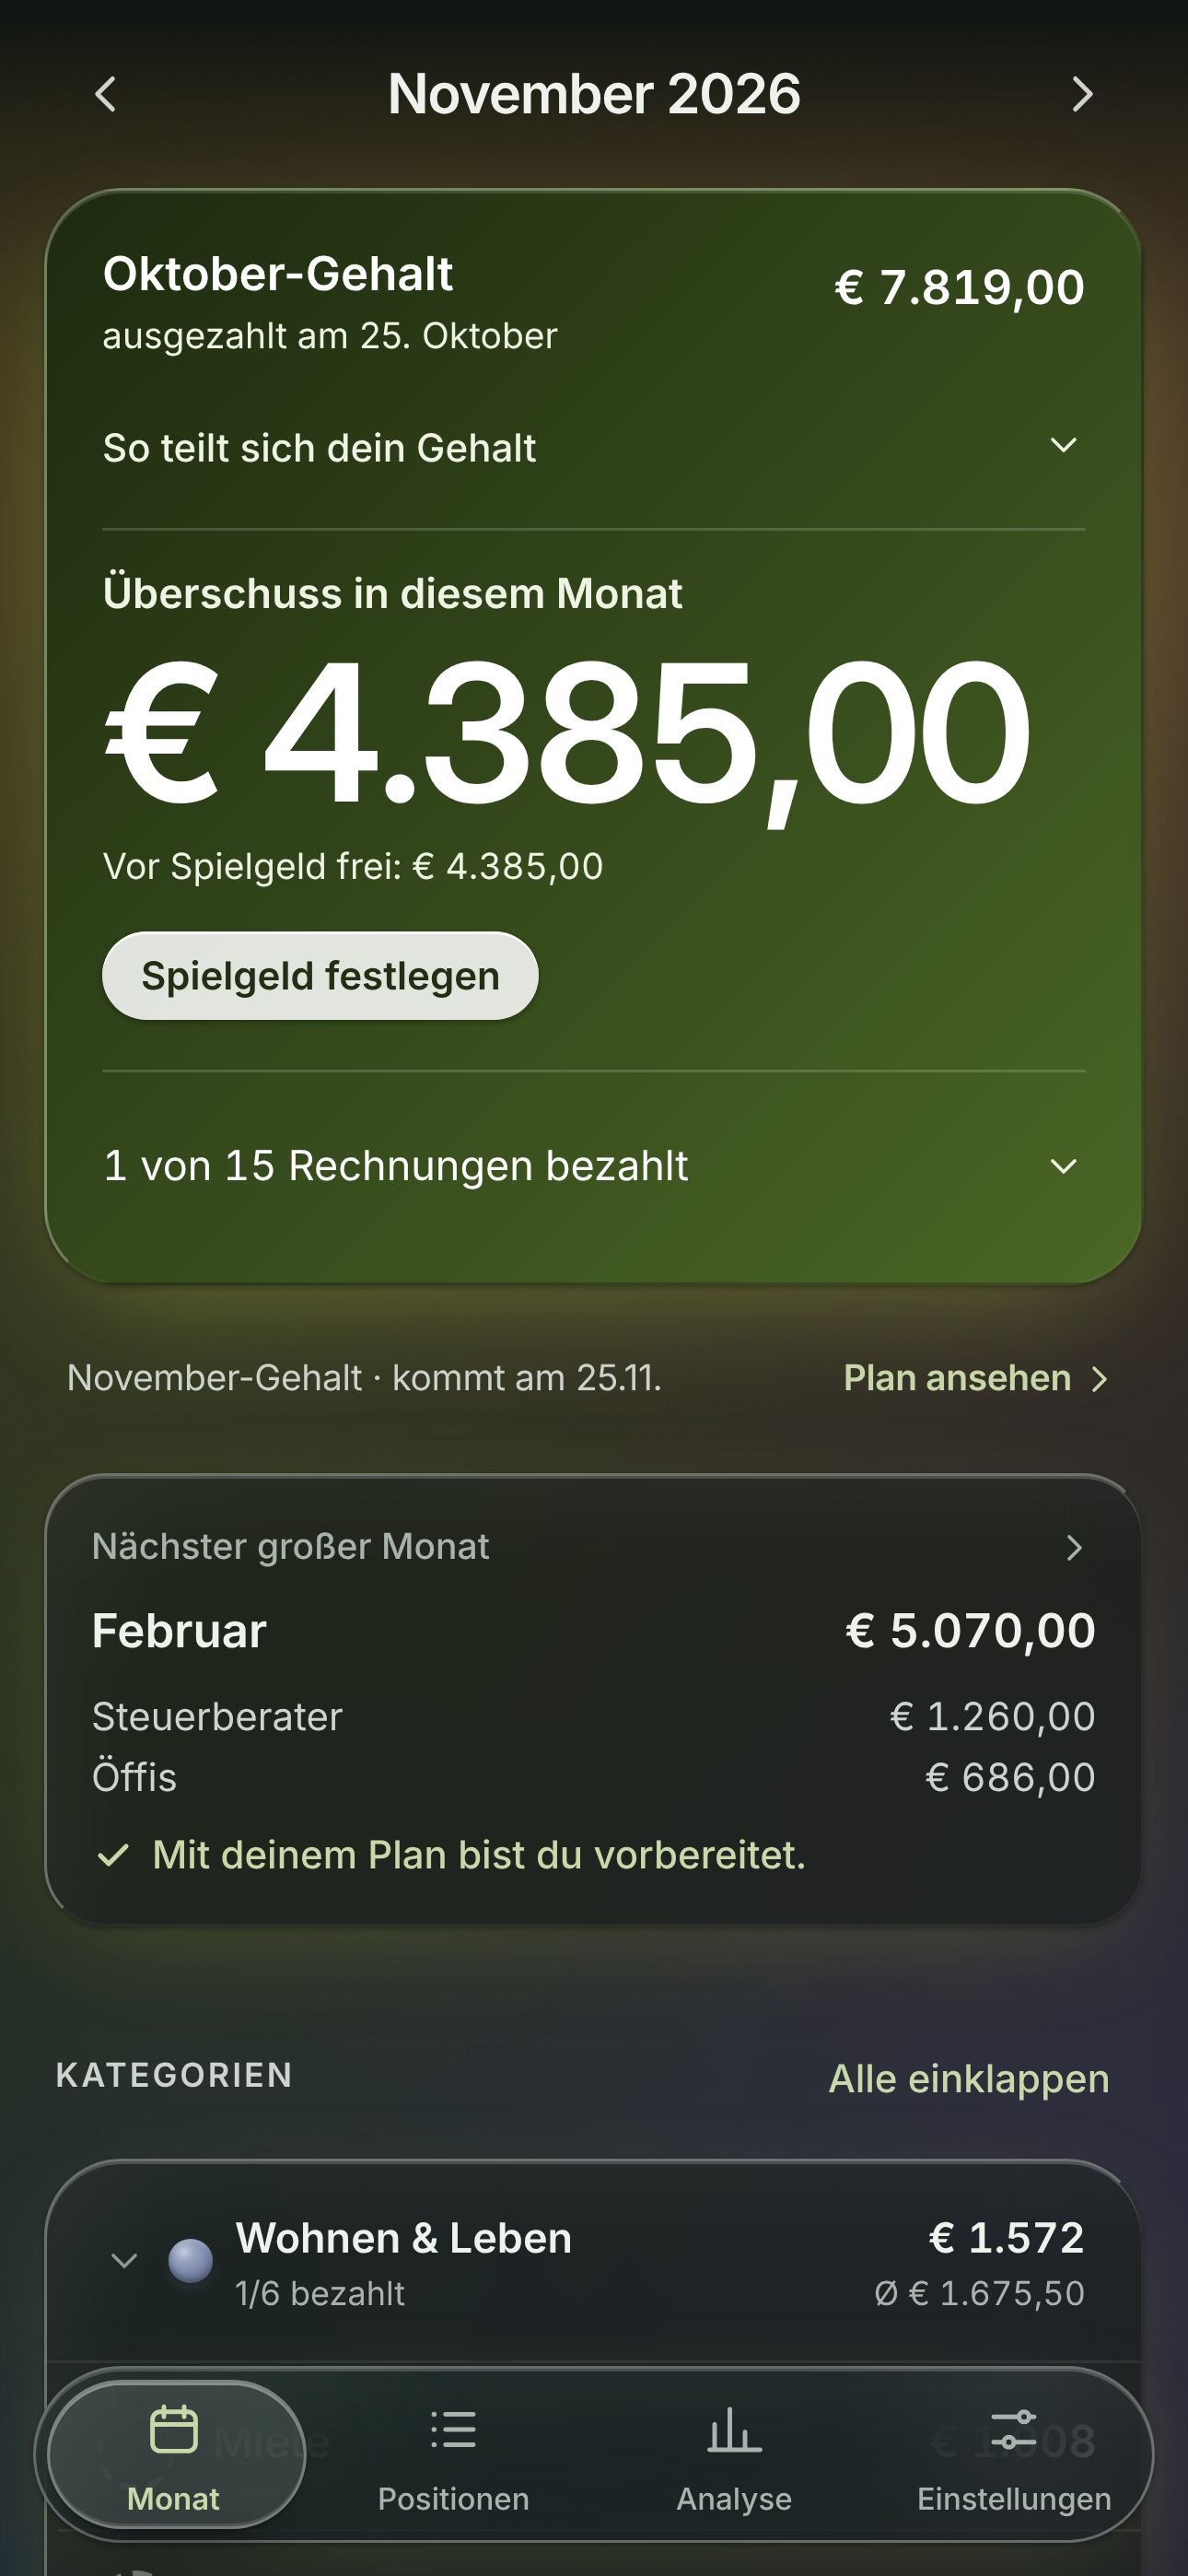 November 2026
Oktober-Gehalt
€ 7.819,00
ausgezahlt am 25. Oktober
So teilt sich dein Gehalt
Überschuss in diesem Monat
€ 4.385,00
Vor Spielgeld frei: € 4.385,00
Spielgeld festlegen
1 von 15 Rechnungen bezahlt
November-Gehalt · kommt am 25.11.
Plan ansehen
Nächster großer Monat
Februar € 5.070,00
Steuerberater € 1.260,00
Öffis € 686,00
Mit deinem Plan bist du vorbereitet.
KATEGORIEN
Alle einklappen
Wohnen & Leben € 1.572
1/6 bezahlt Ø € 1.675,50
Miete
Monat Positionen Analyse Einstellungen